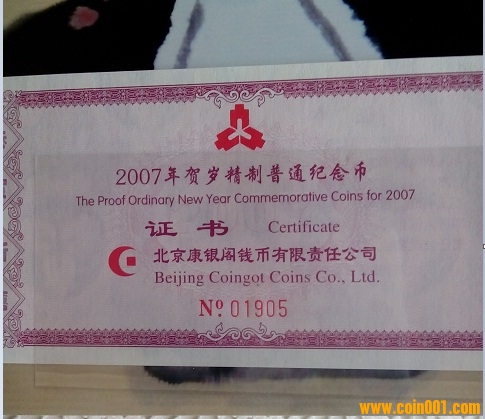 2007年贺岁精制普通纪念币
The Proof Ordinary New Year Commemorative Coins for 2007
证书 Certificate
北京康银阁钱币有限责任公司
Beijing Coingot Coins Co., Ltd.
Nº 01905
www.coin001.com